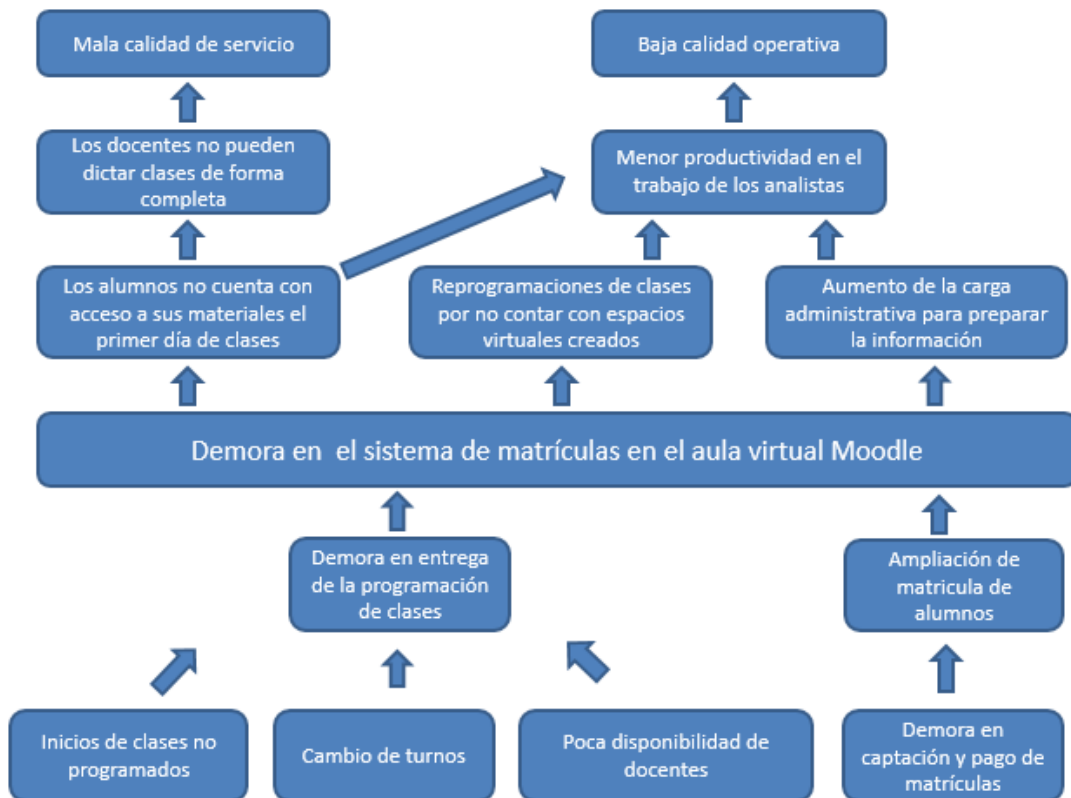 Mala calidad de servicio
Baja calidad operativa
Los docentes no pueden
dictar clases de forma
completa
Menor productividad en el
trabajo de los analistas
Los alumnos no cuenta con
acceso a sus materiales el
primer día de clases
Reprogramaciones de clases
por no contar con espacios
virtuales creados
Aumento de la carga
administrativa para preparar
la información
Demora en el sistema de matrículas en el aula virtual Moodle
Demora en entrega
de la programación
de clases
Ampliación de
matricula de
alumnos
Inicios de clases no
programados
Cambio de turnos
Poca disponibilidad de
docentes
Demora en
captación y pago de
matrículas